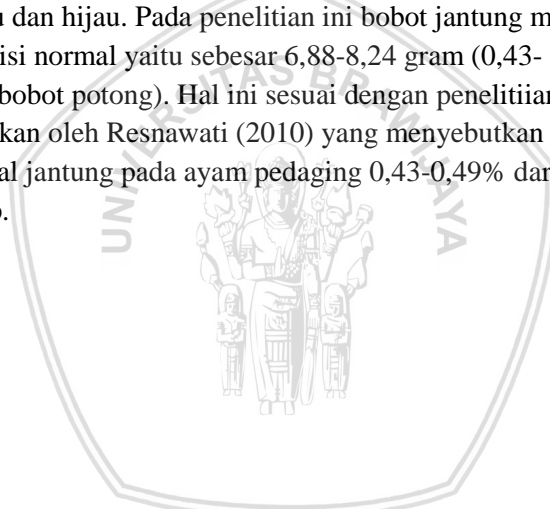 u dan hijau. Pada penelitian ini bobot jantung m
isi normal yaitu sebesar 6,88-8,24 gram (0,43-
bobot potong). Hal ini sesuai dengan penelitiian
kan oleh Resnawati (2010) yang menyebutkan
al jantung pada ayam pedaging 0,43-0,49% dar
.
UNIVERSITAS BRAWIJAYA